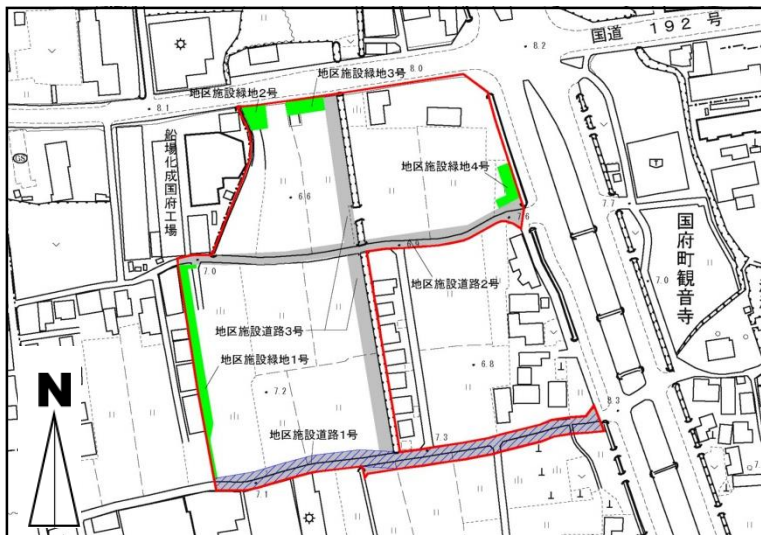 国道 192 号
8.2
地区施設緑地3号
8.0
地区施設緑地2号
8.1
船場化成国府工場
地区施設緑地4号
6.6
7.7
7.6
国府町観音寺
6.9
7.0
7.0
地区施設道路2号
地区施設道路3号
地区施設緑地1号
6.8
7.2
8.3
地区施設道路1号
7.3
7.1
N